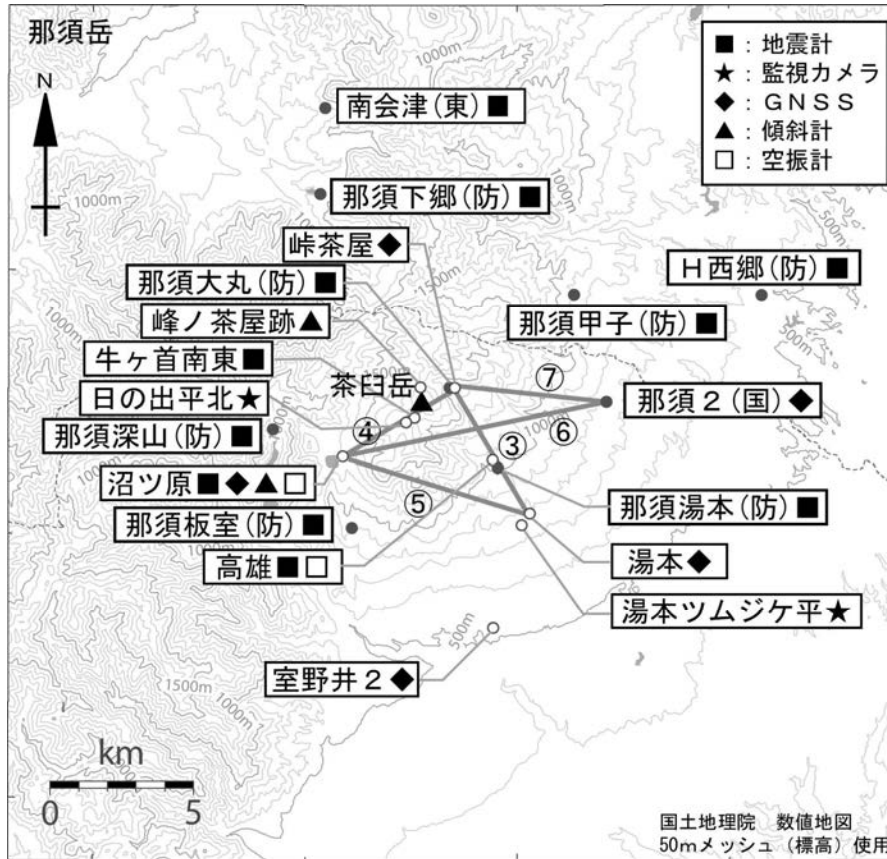 那須岳
N
■：地震計
★：監視カメラ
◆：GNSS
▲：傾斜計
□：空振計
1000m
南会津(東)■
那須下郷(防)■
峠茶屋◆
那須大丸(防)■
峰ノ茶屋跡▲
牛ヶ首南東■
日の出平北★
那須深山(防)■
沼ツ原■◆▲□
那須板室(防)■
高雄■□
室野井2◆
H西郷(防)■
那須甲子(防)■
茶臼岳
那須2(国)◆
那須湯本(防)■
湯本◆
湯本ツムジケ平★
③
④
⑤
⑥
⑦
1000m
1000m
1500m
1500m
1000m
500m
500m
1500m
1000m
1000m
km
0 5
国土地理院 数値地図
50mメッシュ（標高）使用